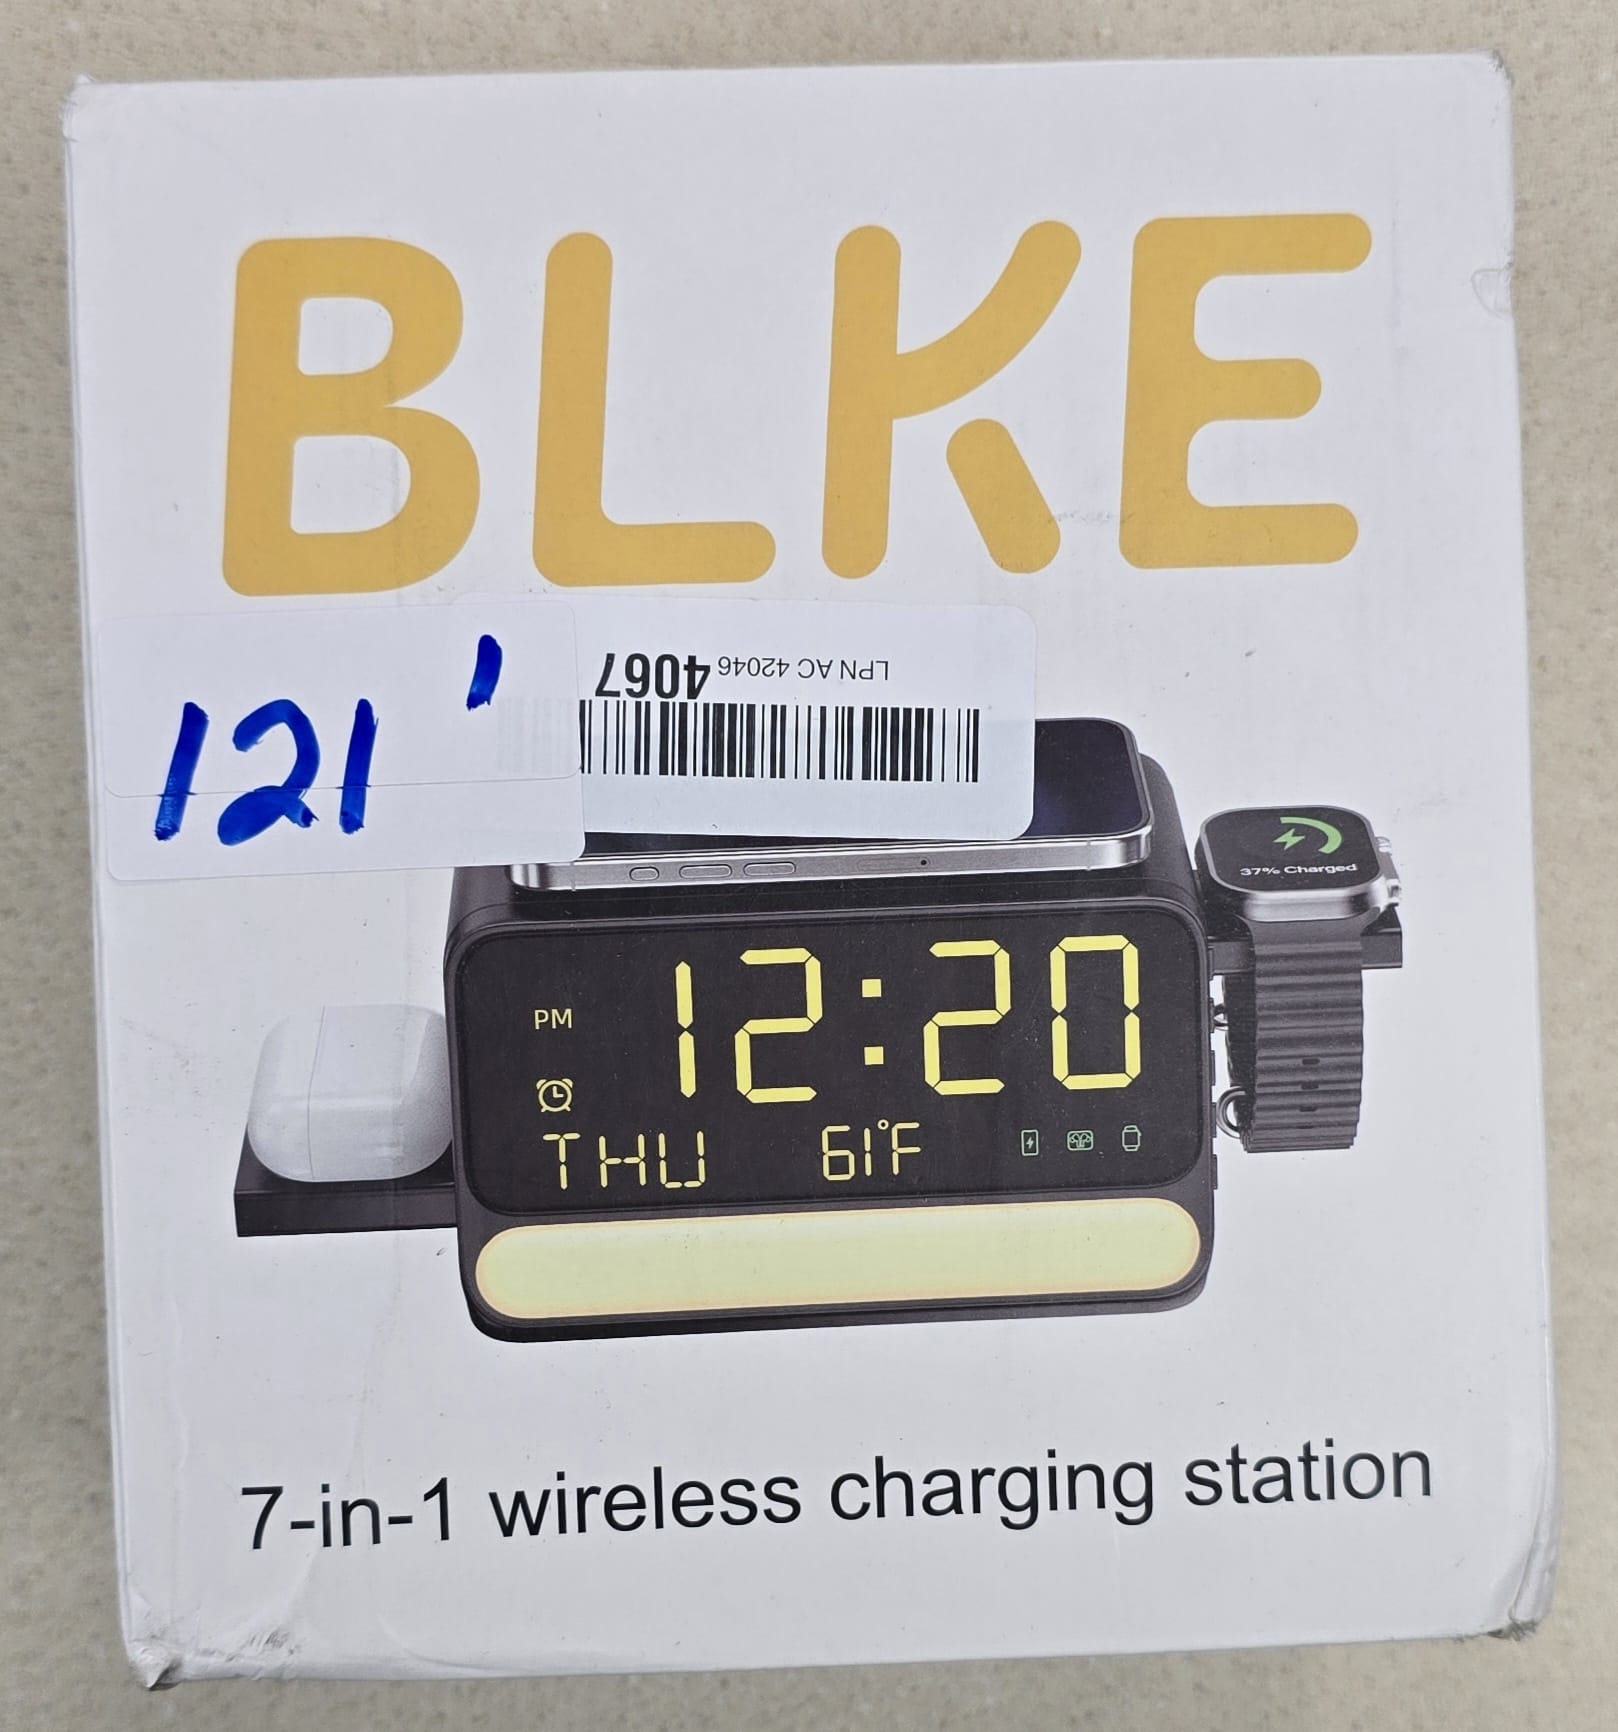 BLKE
LPN AC 42046 4067
121'
37% Charged
PM 12:20
THU 61°F
7-in-1 wireless charging station